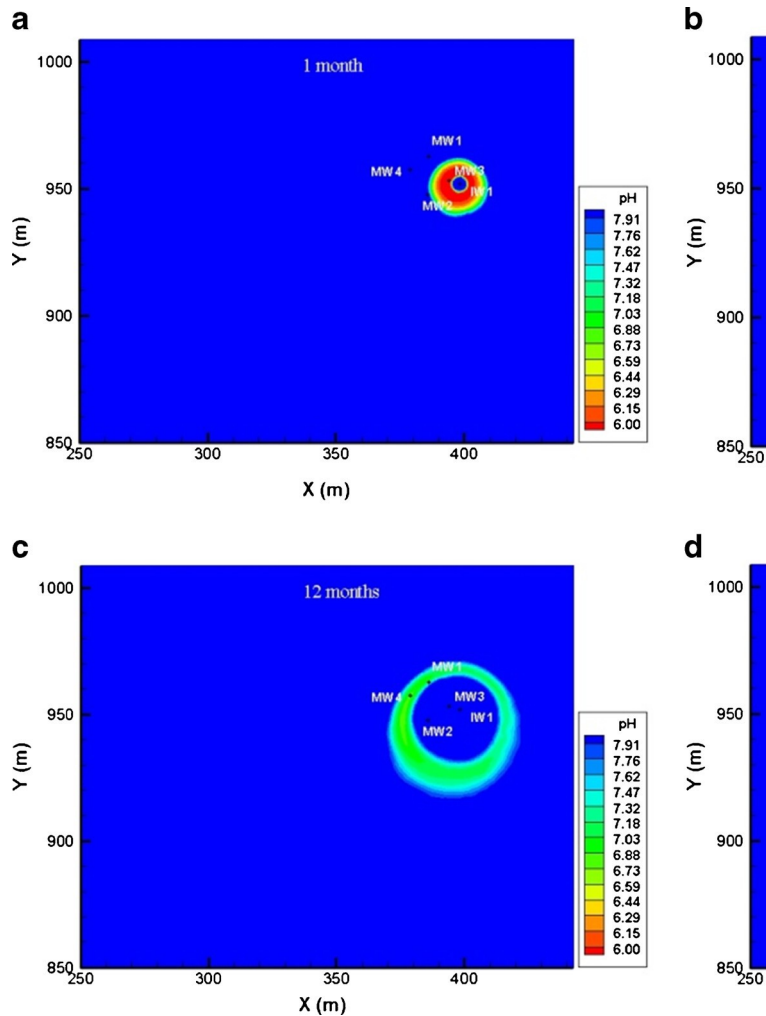 a
b
1000
1 month
1000
MW1
MW4
MW3
950
950
IW1
MW2
pH
7.91
7.76
7.62
7.47
7.32
7.18
7.03
6.88
6.73
6.59
6.44
6.29
6.15
6.00
Y (m)
Y (m)
900
900
850
850
250
300
350
400
250
X (m)
c
d
1000
12 months
1000
MW1
MW4
MW3
950
950
IW1
MW2
pH
7.91
7.76
7.62
7.47
7.32
7.18
7.03
6.88
6.73
6.59
6.44
6.29
6.15
6.00
Y (m)
Y (m)
900
900
850
850
250
300
350
400
250
X (m)